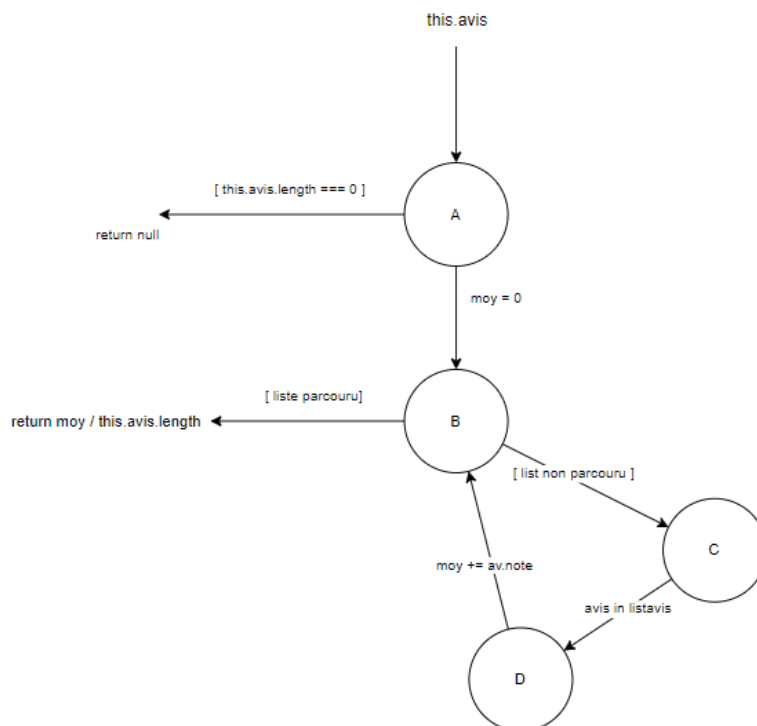 this.avis
[ this.avis.length === 0 ]
A
return null
moy = 0
[ liste parcouru]
return moy / this.avis.length
B
[ list non parcouru ]
C
moy += av.note
avis in listavis
D